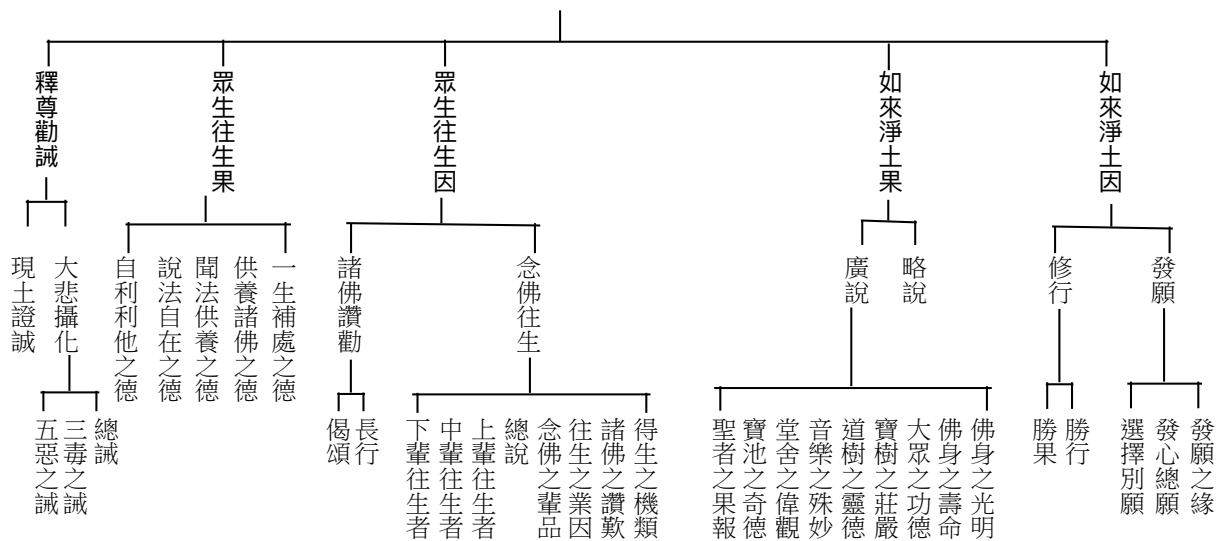 如來淨土因
如來淨土果
眾生往生因
眾生往生果
釋尊勸誡
發願
修行
略說
廣說
念佛往生
諸佛讚勸
一生補處之德
供養諸佛之德
聞法供養之德
說法自在之德
自利利他之德
大悲攝化
現土證誠
發願之緣
發心總願
選擇別願
勝行
勝果
佛身之光明
佛身之壽命
大眾之功德
寶樹之莊嚴
道樹之靈德
音樂之殊妙
堂舍之偉觀
寶池之奇德
聖者之果報
得生之機類
諸佛之讚歎
往生之業因
念佛之輩品
總說
上輩往生者
中輩往生者
下輩往生者
長行
偈頌
總誡
三毒之誡
五惡之誡